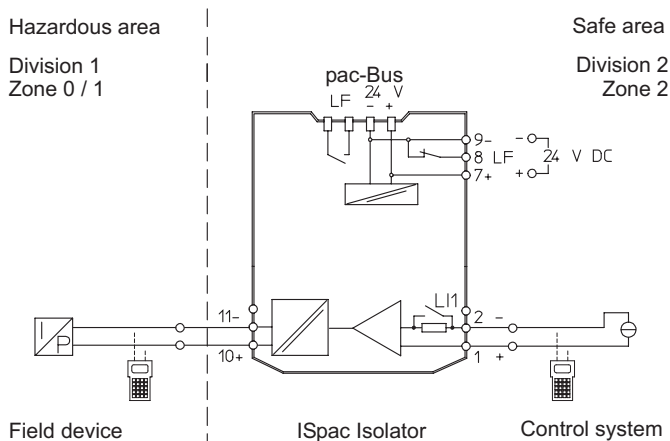 Hazardous area
Safe area
Division 1
Zone 0 / 1
Division 2
Zone 2
pac-Bus
LF 24 V
- +
9- -
8 LF 24 V DC
7+ +
LI1
11- 2 -
10+ 1 +
I
P
Field device
ISpac Isolator
Control system